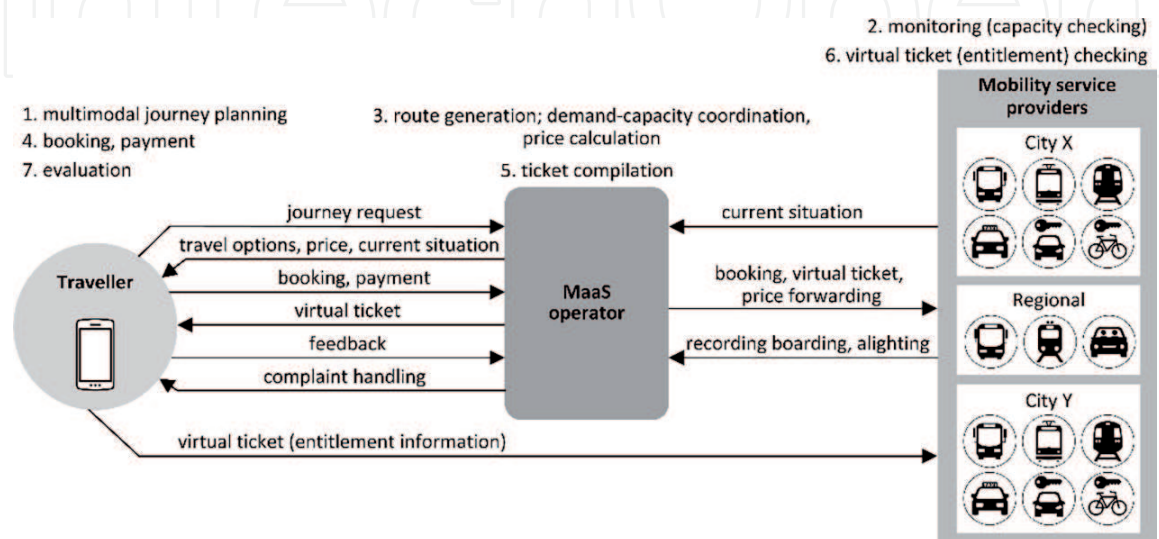 2. monitoring (capacity checking)
6. virtual ticket (entitlement) checking
Mobility service
providers
1. multimodal journey planning
4. booking, payment
7. evaluation
3. route generation; demand-capacity coordination,
price calculation
5. ticket compilation
City X
TAXI
journey request
travel options, price, current situation
booking, payment
virtual ticket
feedback
complaint handling
Traveller
MaaS
operator
current situation
booking, virtual ticket,
price forwarding
recording boarding, alighting
Regional
City Y
TAXI
virtual ticket (entitlement information)